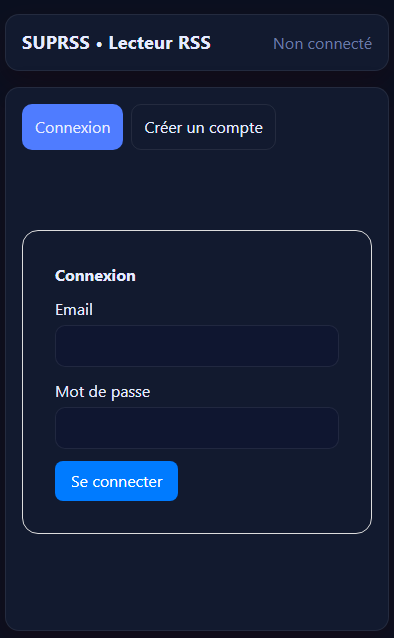 SUPRSS • Lecteur RSS
Non connecté
Connexion
Créer un compte
Connexion
Email
Mot de passe
Se connecter